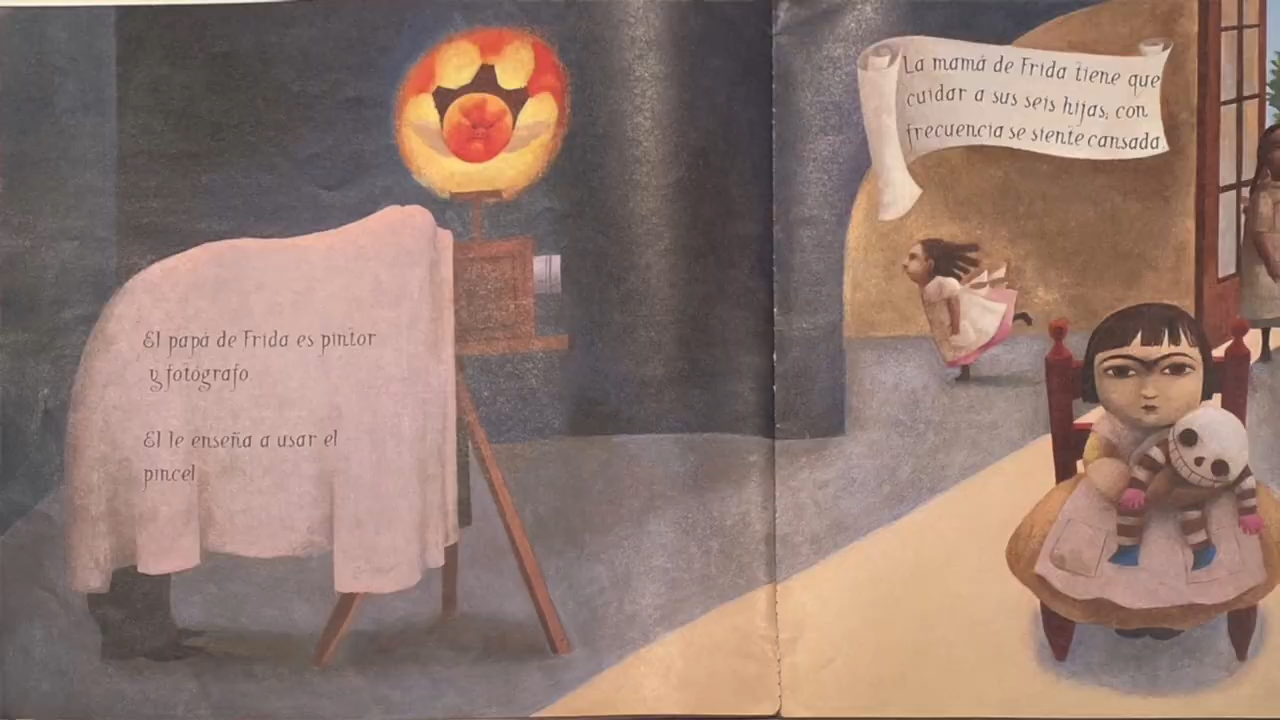 El papá de Frida es pintor
y fotógrafo.
El le enseña a usar el
pincel.
La mamá de Frida tiene que
cuidar a sus seis hijas; con
frecuencia se siente cansada.